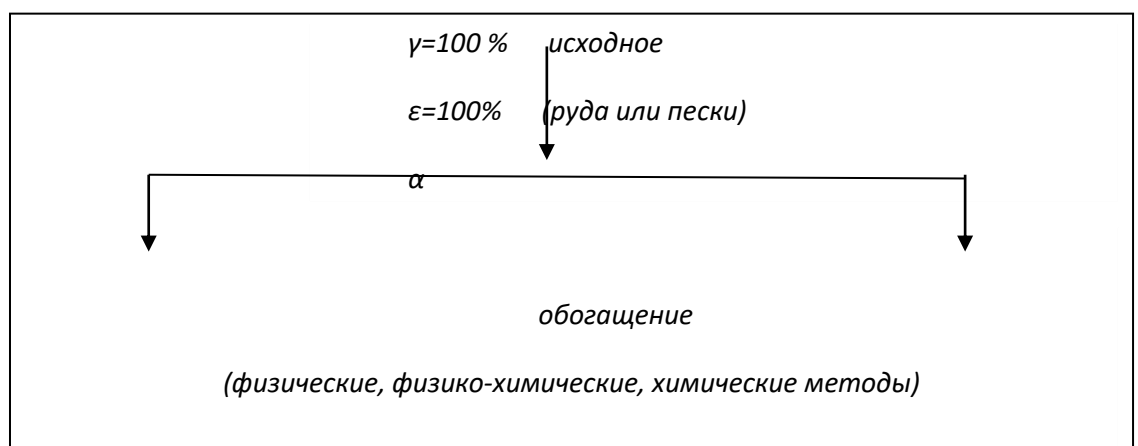 γ=100 % исходное
ε=100% (руда или пески)
α
обогащение
(физические, физико-химические, химические методы)